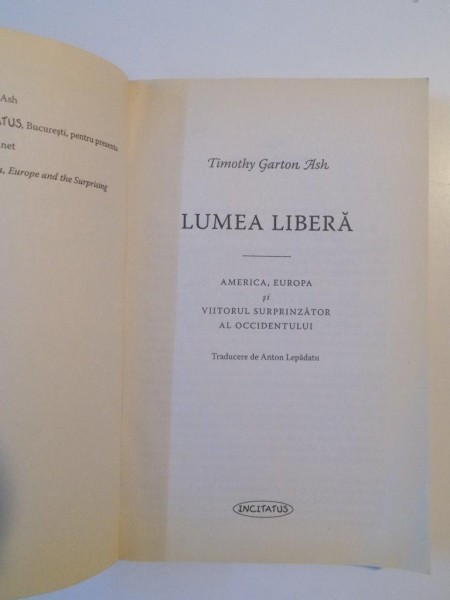 Ash
TUS, București, pentru prezenta
.net
, Europe and the Surprising
Timothy Garton Ash
LUMEA LIBERĂ
AMERICA, EUROPA
și
VIITORUL SURPRINZĂTOR
AL OCCIDENTULUI
Traducere de Anton Lepădatu
INCITATUS